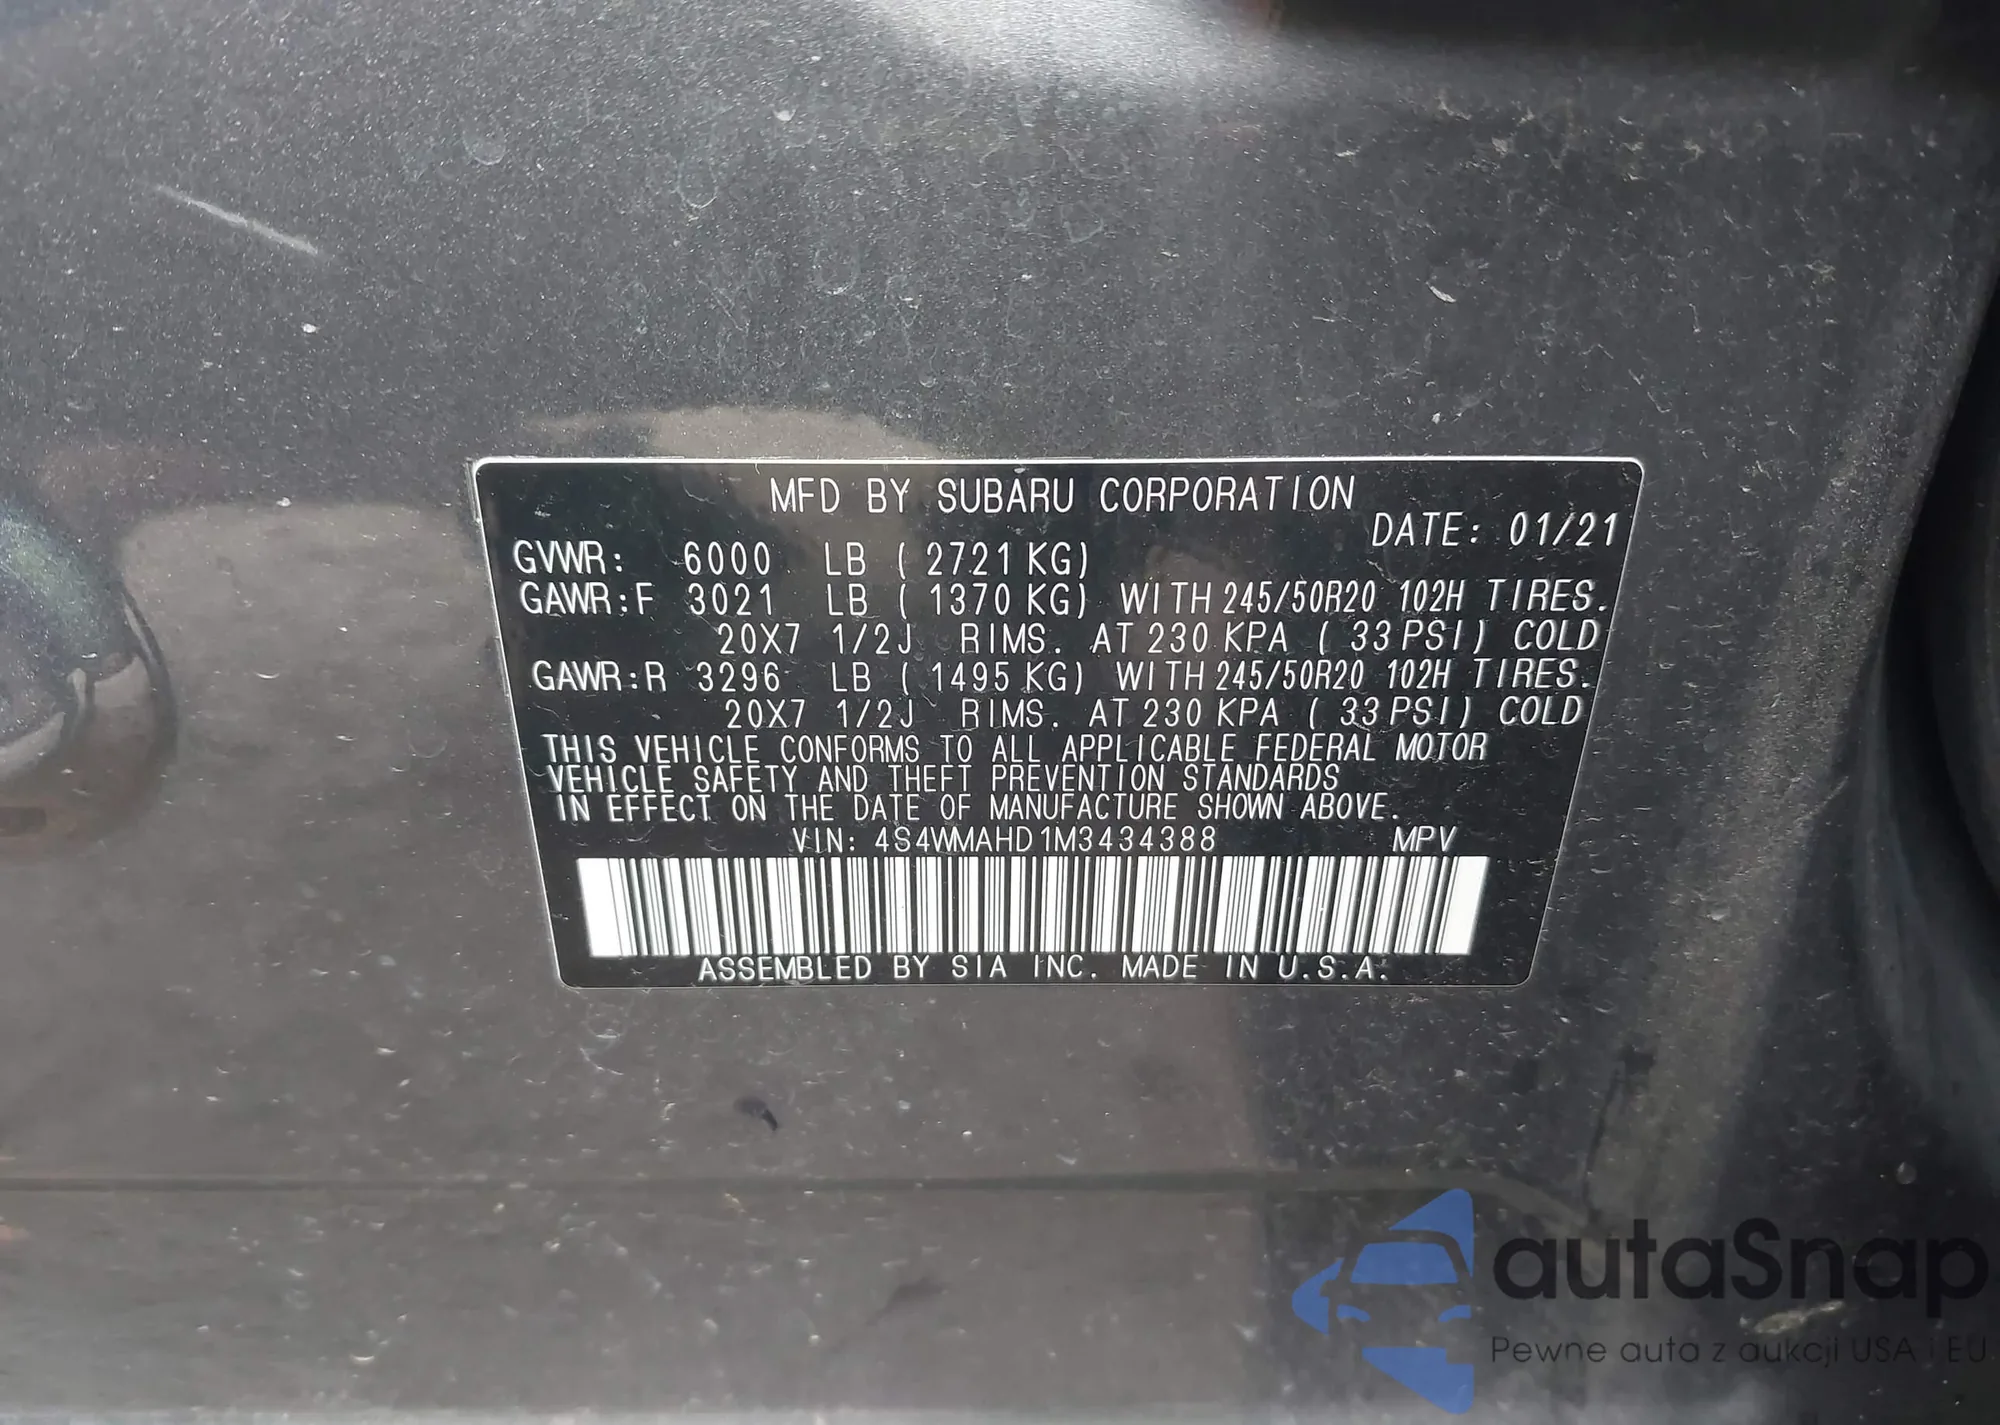 MFD BY SUBARU CORPORATION
DATE: 01/21
GVWR: 6000 LB ( 2721 KG)
GAWR:F 3021 LB ( 1370 KG) WITH 245/50R20 102H TIRES.
20X7 1/2J RIMS. AT 230 KPA ( 33 PSI) COLD
GAWR:R 3296 LB ( 1495 KG) WITH 245/50R20 102H TIRES.
20X7 1/2J RIMS. AT 230 KPA ( 33 PSI) COLD
THIS VEHICLE CONFORMS TO ALL APPLICABLE FEDERAL MOTOR
VEHICLE SAFETY AND THEFT PREVENTION STANDARDS
IN EFFECT ON THE DATE OF MANUFACTURE SHOWN ABOVE.
VIN: 4S4WMAHD1M3434388 MPV
ASSEMBLED BY SIA INC. MADE IN U.S.A.
autaSnap
Pewne auta z aukcji USA i EU